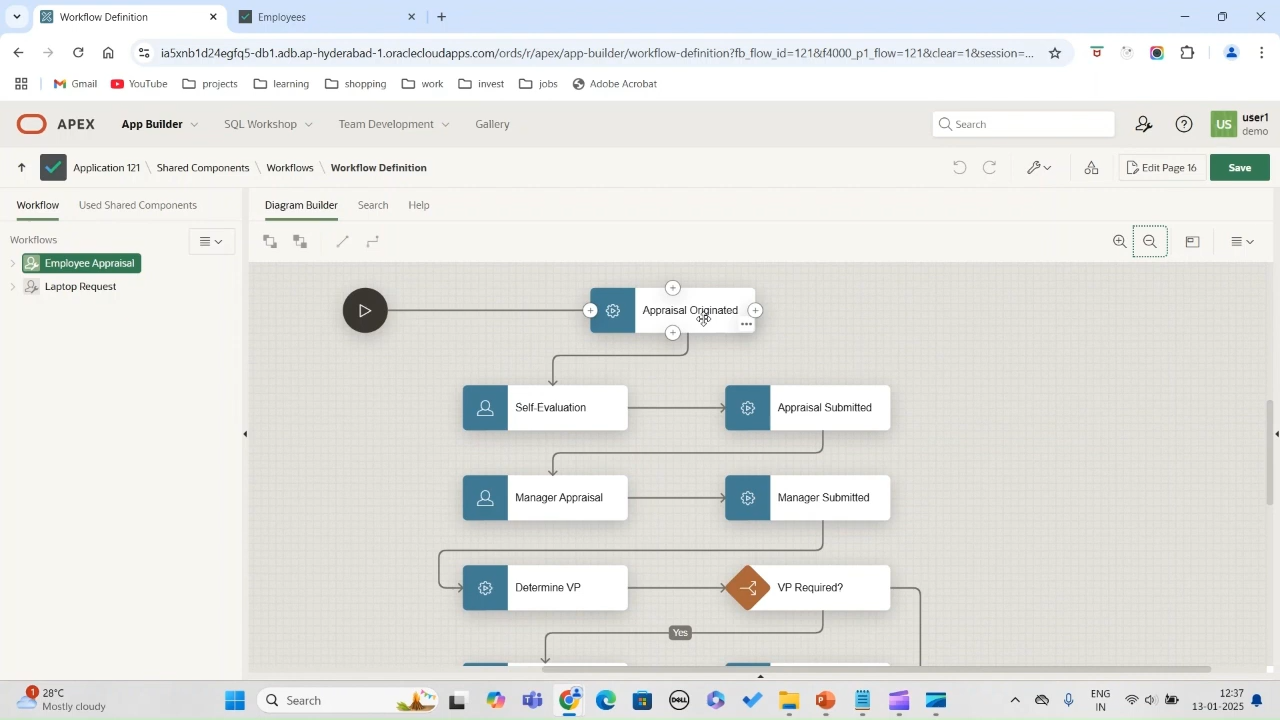 Workflow Definition
Employees
ia5xnb1d24egfq5-db1.adb.ap-hyderabad-1.oraclecloudapps.com/ords/r/apex/app-builder/workflow-definition?fb_flow_id=121&f4000_p1_flow=121&clear=1&session=...
Gmail
YouTube
projects
learning
shopping
work
invest
jobs
Adobe Acrobat
APEX
App Builder
SQL Workshop
Team Development
Gallery
Search
US
user1
demo
Application 121 \ Shared Components \ Workflows \ Workflow Definition
Edit Page 16
Save
Workflow
Used Shared Components
Diagram Builder
Search
Help
Workflows
Employee Appraisal
Laptop Request
Appraisal Originated
Self-Evaluation
Appraisal Submitted
Manager Appraisal
Manager Submitted
Determine VP
VP Required?
Yes
1
28°C
Mostly cloudy
Search
DELL
ENG
IN
12:37
13-01-2025